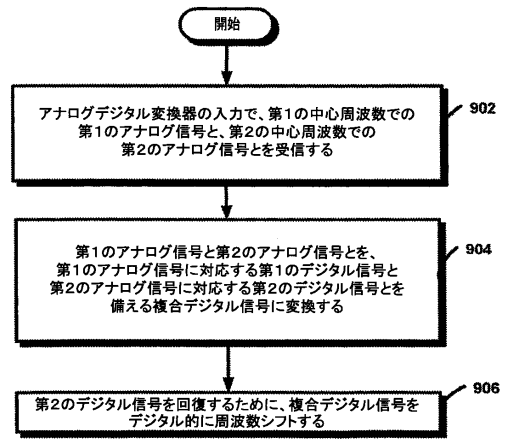 開始
アナログデジタル変換器の入力で、第1の中心周波数での
第1のアナログ信号と、第2の中心周波数での
第2のアナログ信号とを受信する
902
第1のアナログ信号と第2のアナログ信号とを、
第1のアナログ信号に対応する第1のデジタル信号と
第2のアナログ信号に対応する第2のデジタル信号とを
備える複合デジタル信号に変換する
904
第2のデジタル信号を回復するために、複合デジタル信号を
デジタル的に周波数シフトする
906